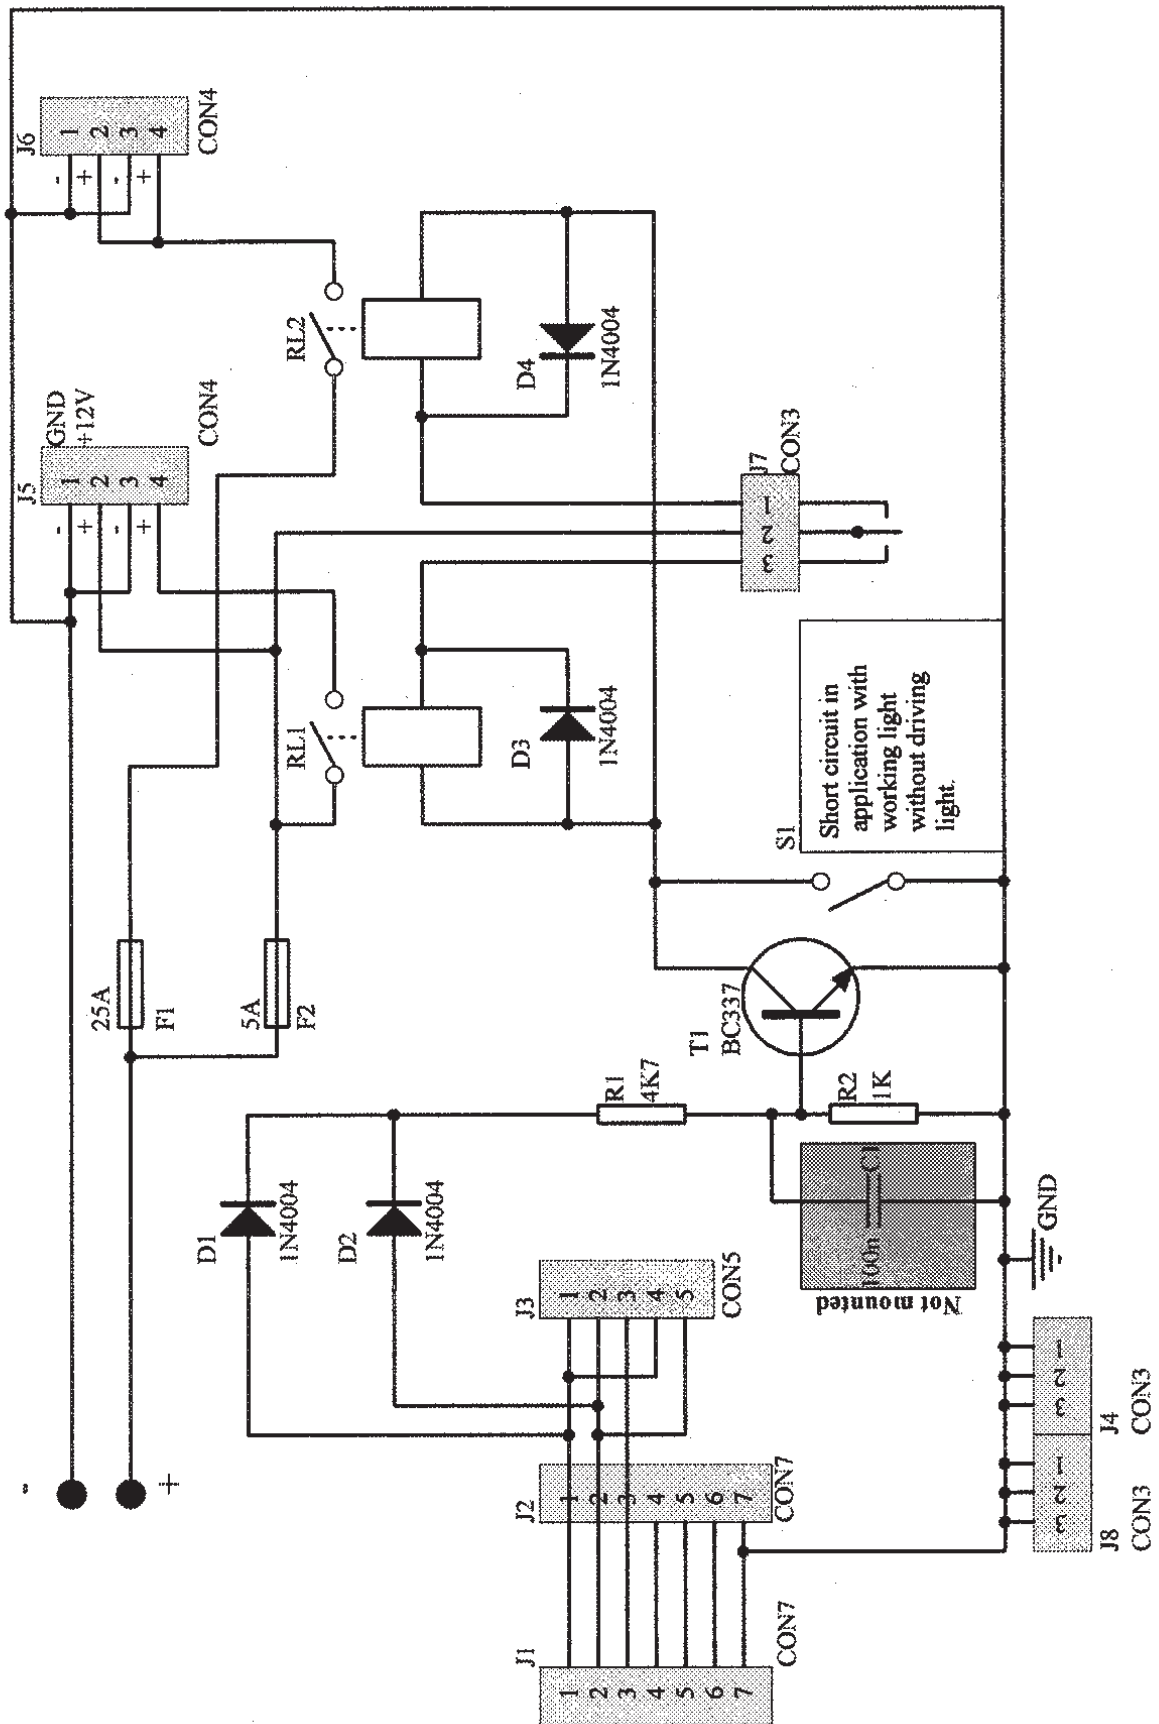 J6
1
2
3
4
CON4
-
+
-
+
J5
GND
+12V
1
2
3
4
CON4
-
+
-
+
RL2
D4
1N4004
RL1
D3
1N4004
J7
CON3
1
2
3
S1
Short circuit in
application with
working light
without driving
light.
25A
F1
5A
F2
T1
BC337
R1
4K7
R2
1K
C1
100n
Not mounted
GND
D1
1N4004
D2
1N4004
J3
1
2
3
4
5
CON5
-
+
J2
1
2
3
4
5
6
7
CON7
J1
1
2
3
4
5
6
7
CON7
J4
CON3
1
2
3
J8
CON3
1
2
3